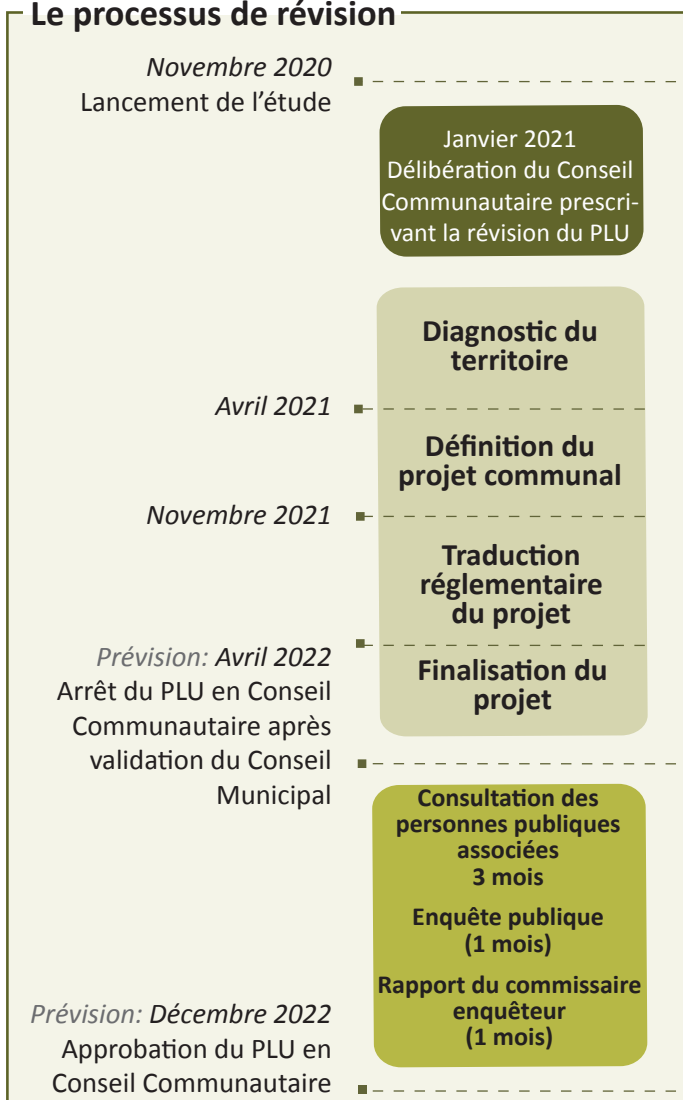 Le processus de révision
Novembre 2020
Lancement de l'étude
Janvier 2021
Délibération du Conseil
Communautaire prescri-
vant la révision du PLU
Diagnostic du
territoire
Avril 2021
Définition du
projet communal
Novembre 2021
Traduction
réglementaire
du projet
Prévision: Avril 2022
Arrêt du PLU en Conseil
Communautaire après
validation du Conseil
Municipal
Finalisation du
projet
Consultation des
personnes publiques
associées
3 mois
Enquête publique
(1 mois)
Rapport du commissaire
enquêteur
(1 mois)
Prévision: Décembre 2022
Approbation du PLU en
Conseil Communautaire